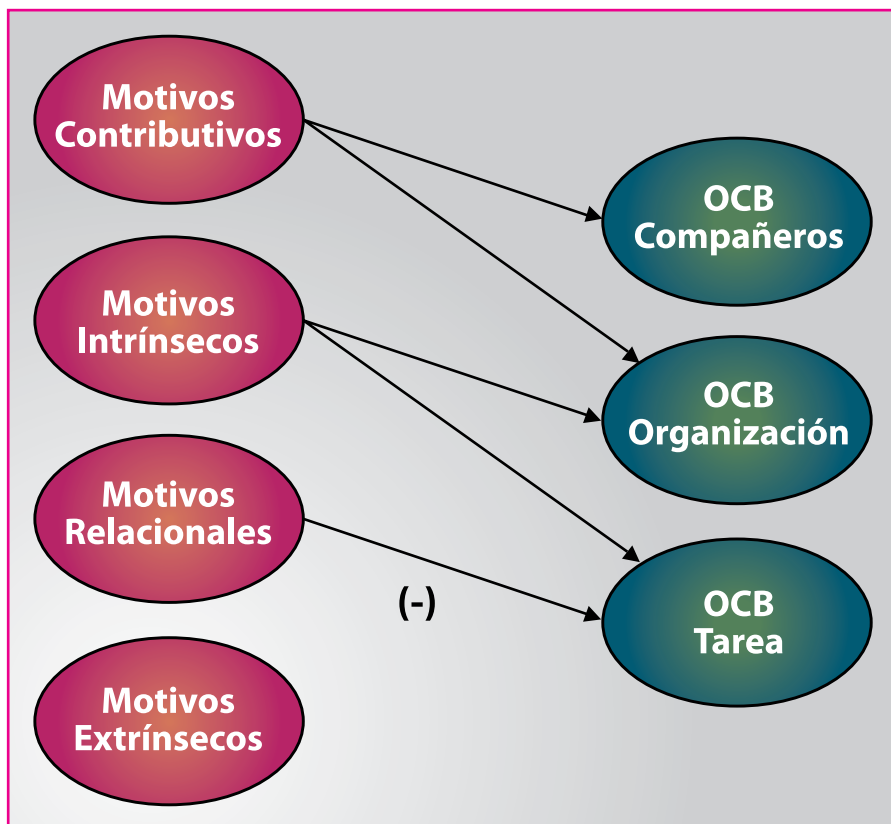 Motivos
Contributivos
Motivos
Intrínsecos
Motivos
Relacionales
Motivos
Extrínsecos
(-)
OCB
Compañeros
OCB
Organización
OCB
Tarea